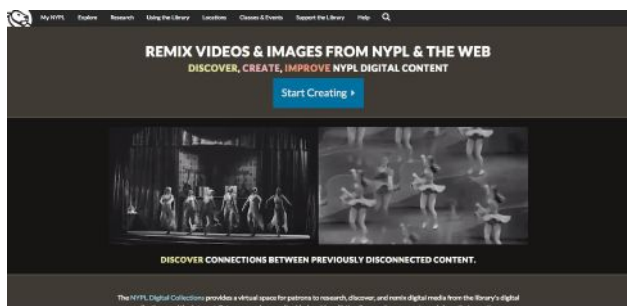 My NYPL Explore Research Using the Library Locations Classes & Events Support the Library Help
REMIX VIDEOS & IMAGES FROM NYPL & THE WEB
DISCOVER, CREATE, IMPROVE NYPL DIGITAL CONTENT
Start Creating
DISCOVER CONNECTIONS BETWEEN PREVIOUSLY DISCONNECTED CONTENT.
The NYPL Digital Collections provides a virtual space for patrons to research, discover, and remix digital media from the library's digital